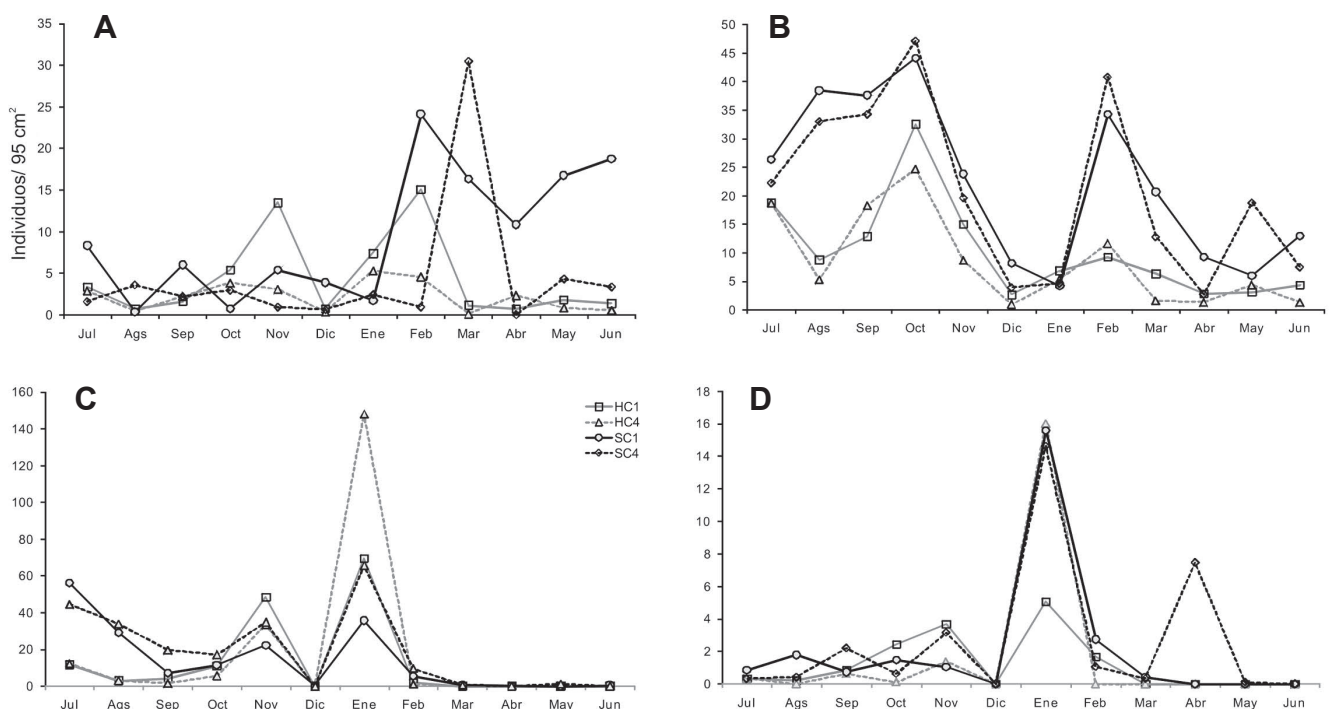 A
35
30
25
20
15
10
5
0
Individuos/ 95 cm²
Jul Ags Sep Oct Nov Dic Ene Feb Mar Abr May Jun
B
50
45
40
35
30
25
20
15
10
5
0
Jul Ags Sep Oct Nov Dic Ene Feb Mar Abr May Jun
C
160
140
120
100
80
60
40
20
0
HC1
HC4
SC1
SC4
Jul Ags Sep Oct Nov Dic Ene Feb Mar Abr May Jun
D
18
16
14
12
10
8
6
4
2
0
Jul Ags Sep Oct Nov Dic Ene Feb Mar Abr May Jun